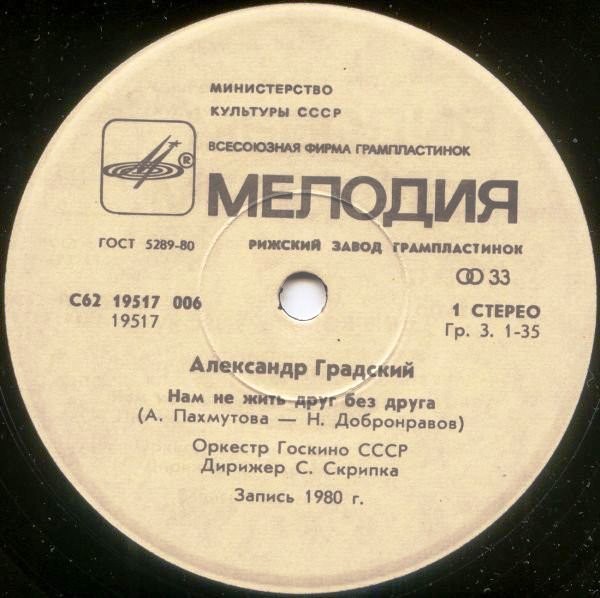 МИНИСТЕРСТВО
КУЛЬТУРЫ СССР
ВСЕСОЮЗНАЯ ФИРМА ГРАМПЛАСТИНОК
®
МЕЛОДИЯ
ГОСТ 5289-80
РИЖСКИЙ ЗАВОД ГРАМПЛАСТИНОК
33
С62 19517 006
19517
1 СТЕРЕО
Гр. 3. 1-35
Александр Градский
Нам не жить друг без друга
(А. Пахмутова — Н. Добронравов)
Оркестр Госкино СССР
Дирижер С. Скрипка
Запись 1980 г.